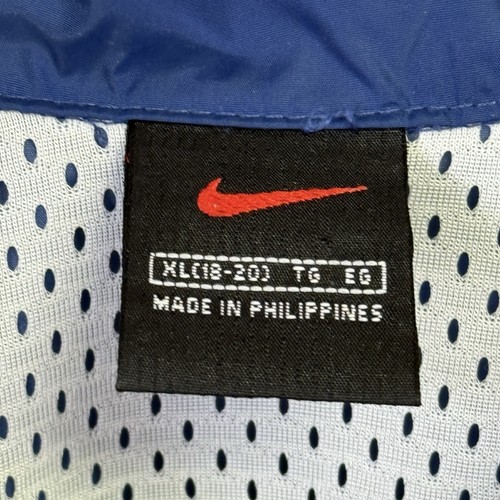 XL(18-20) TG EG
MADE IN PHILIPPINES